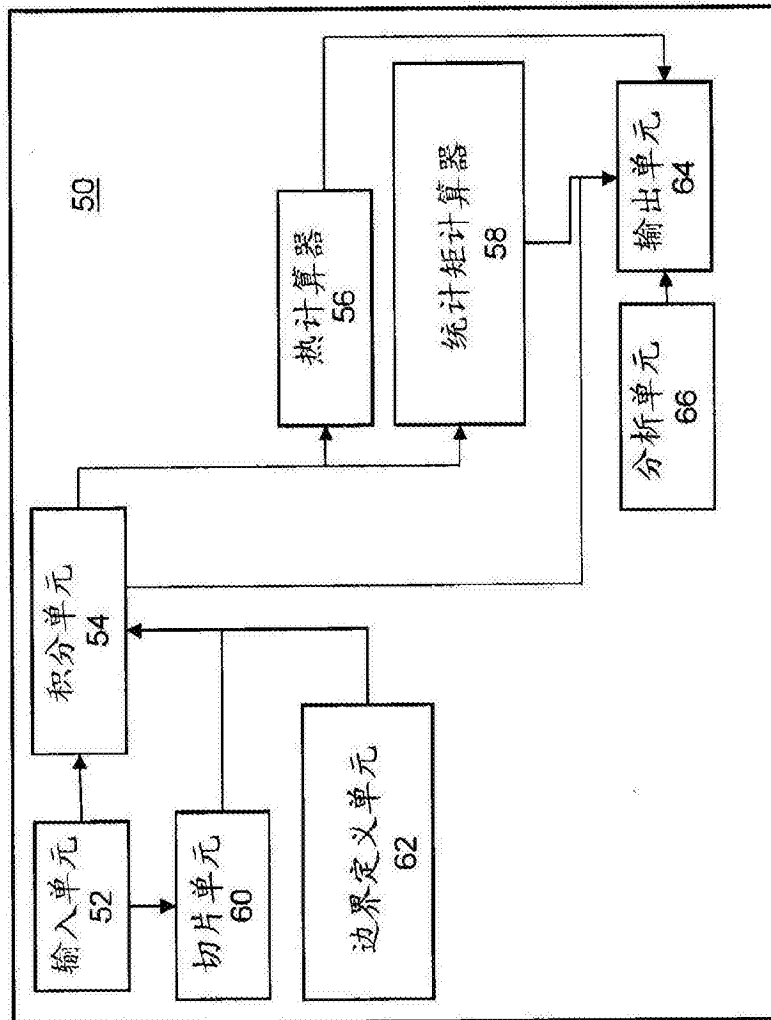 50
输入单元
52
积分单元
54
热计算器
56
统计矩计算器
58
切片单元
60
边界定义单元
62
分析单元
66
输出单元
64